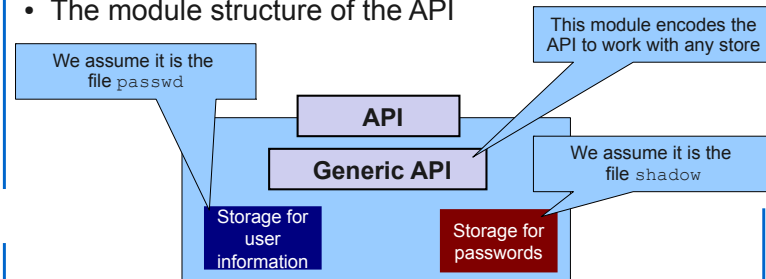 • The module structure of the API
This module encodes the
API to work with any store
We assume it is the
file passwd
API
Generic API
We assume it is the
file shadow
Storage for
user
information
Storage for
passwords